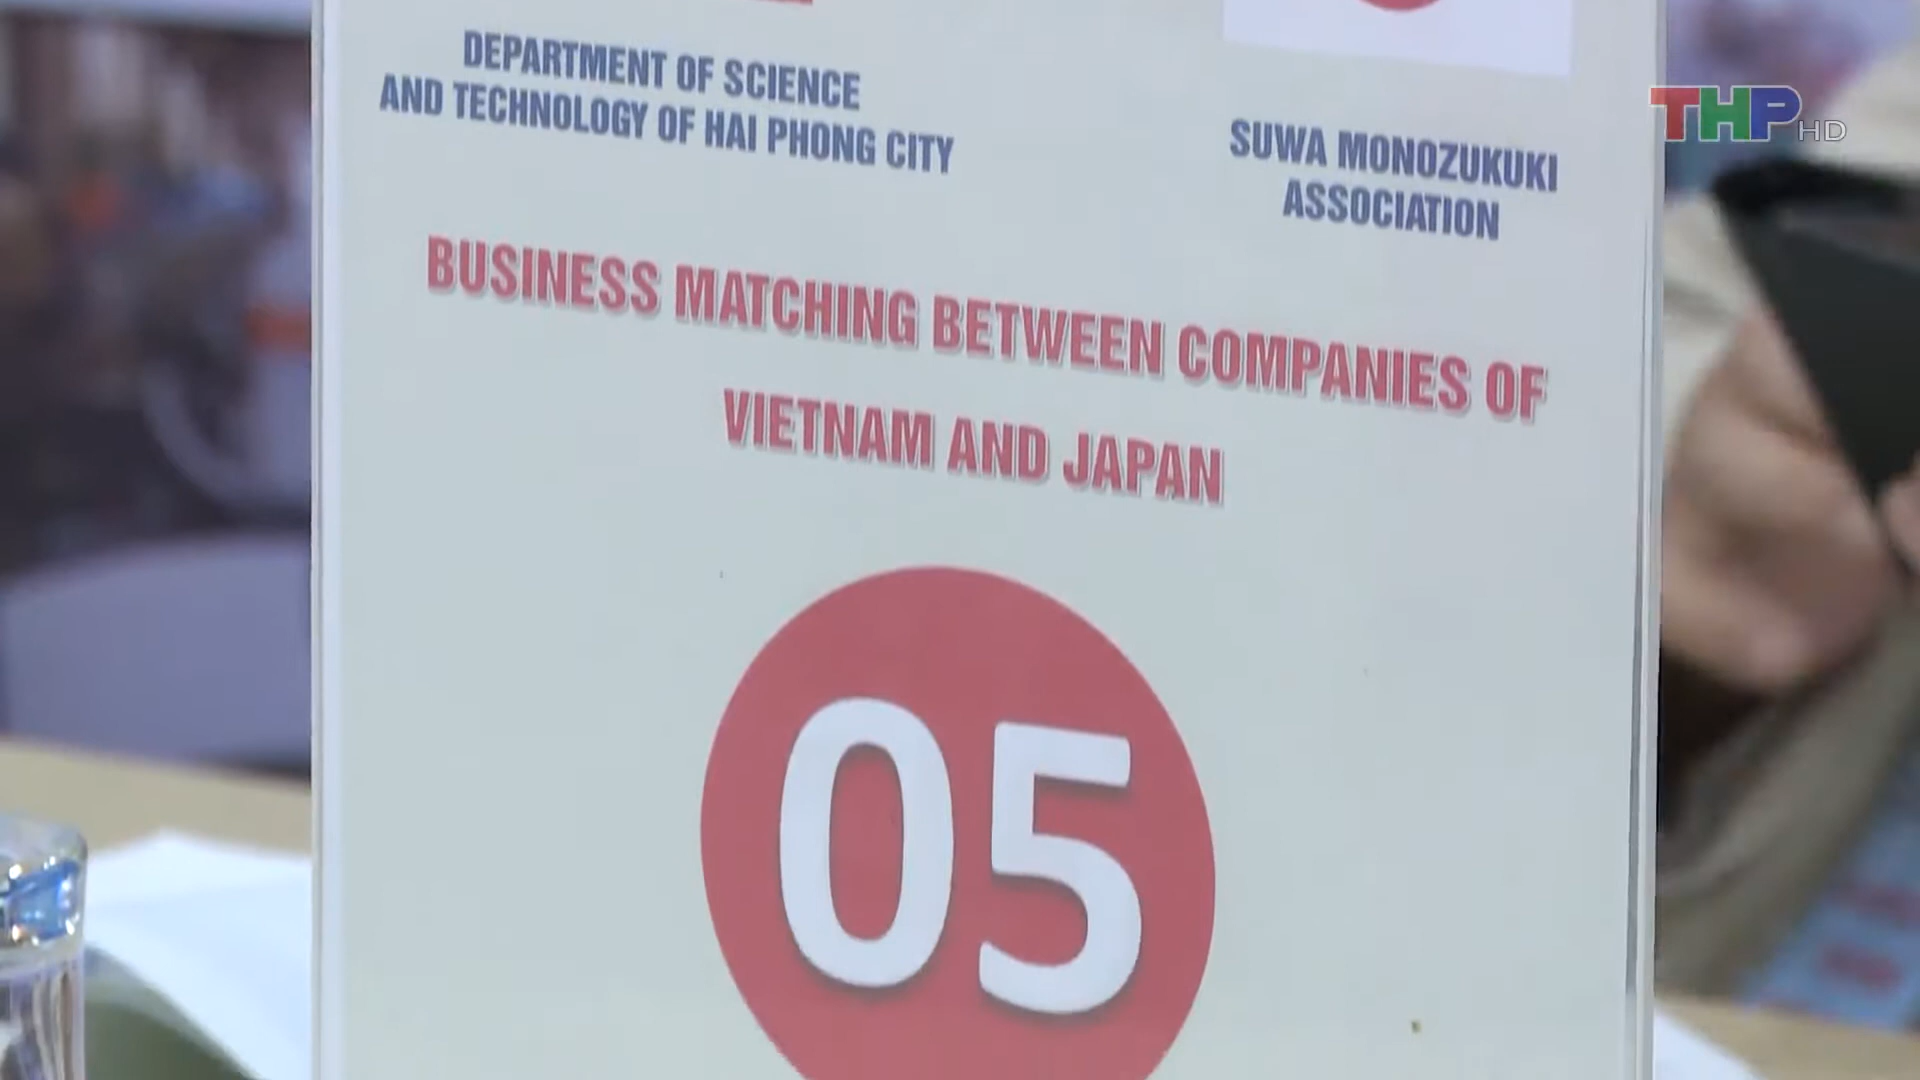 DEPARTMENT OF SCIENCE
AND TECHNOLOGY OF HAI PHONG CITY
SUWA MONOZUKUKI
ASSOCIATION
BUSINESS MATCHING BETWEEN COMPANIES OF
VIETNAM AND JAPAN
05
THP HD